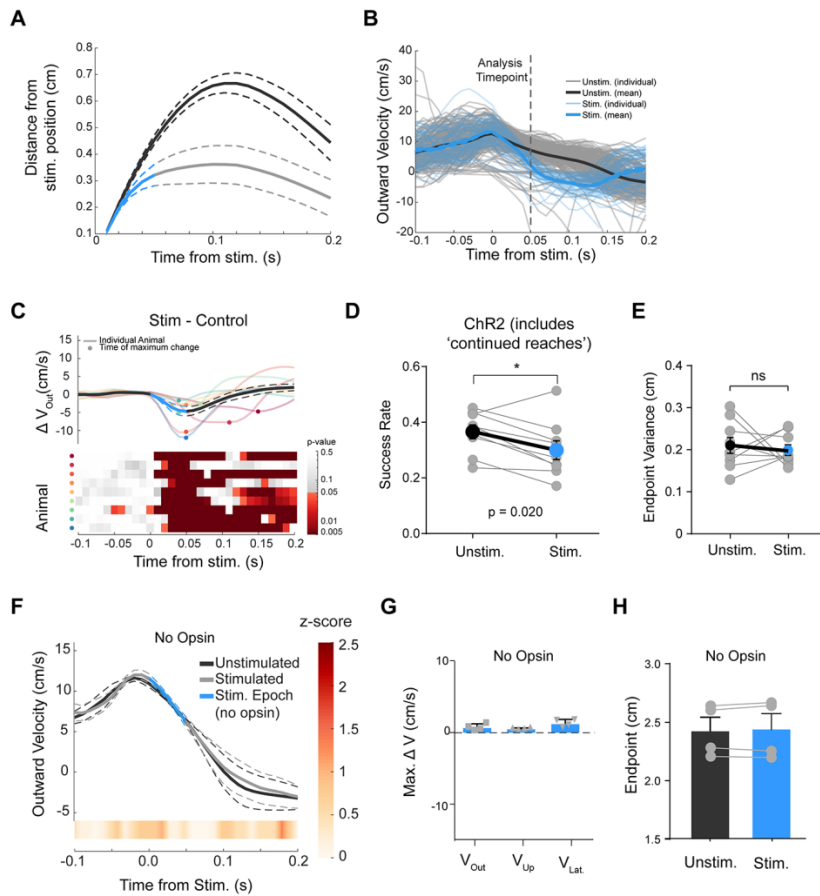 A
0.8
0.7
0.6
0.5
0.4
0.3
0.2
0.1
Distance from
stim. position (cm)
0
0.1
0.2
Time from stim. (s)
B
40
30
20
10
0
-10
-20
Outward Velocity (cm/s)
Analysis
Timepoint
Unstim. (individual)
Unstim. (mean)
Stim. (individual)
Stim. (mean)
-0.1
-0.05
0
0.05
0.1
0.15
0.2
Time from stim. (s)
C
Stim - Control
Individual Animal
Time of maximum change
15
10
5
0
-5
-10
Δ V Out (cm/s)
p-value
0.5
0.1
0.05
0.01
0.005
Animal
-0.1
-0.05
0
0.05
0.1
0.15
0.2
Time from stim. (s)
D
ChR2 (includes
‘continued reaches’)
0.6
0.4
0.2
0.0
Success Rate
*
p = 0.020
Unstim.
Stim.
E
0.4
0.3
0.2
0.1
0
Endpoint Variance (cm)
ns
Unstim.
Stim.
F
No Opsin
15
10
5
0
-5
Outward Velocity (cm/s)
Unstimulated
Stimulated
Stim. Epoch
(no opsin)
z-score
2.5
2.0
1.5
1.0
0.5
0
-0.1
0.0
0.1
0.2
Time from Stim. (s)
G
No Opsin
10
0
-10
Max. Δ V (cm/s)
V Out
V Up
V Lat.
H
No Opsin
3.0
2.5
2.0
1.5
Endpoint (cm)
Unstim.
Stim.